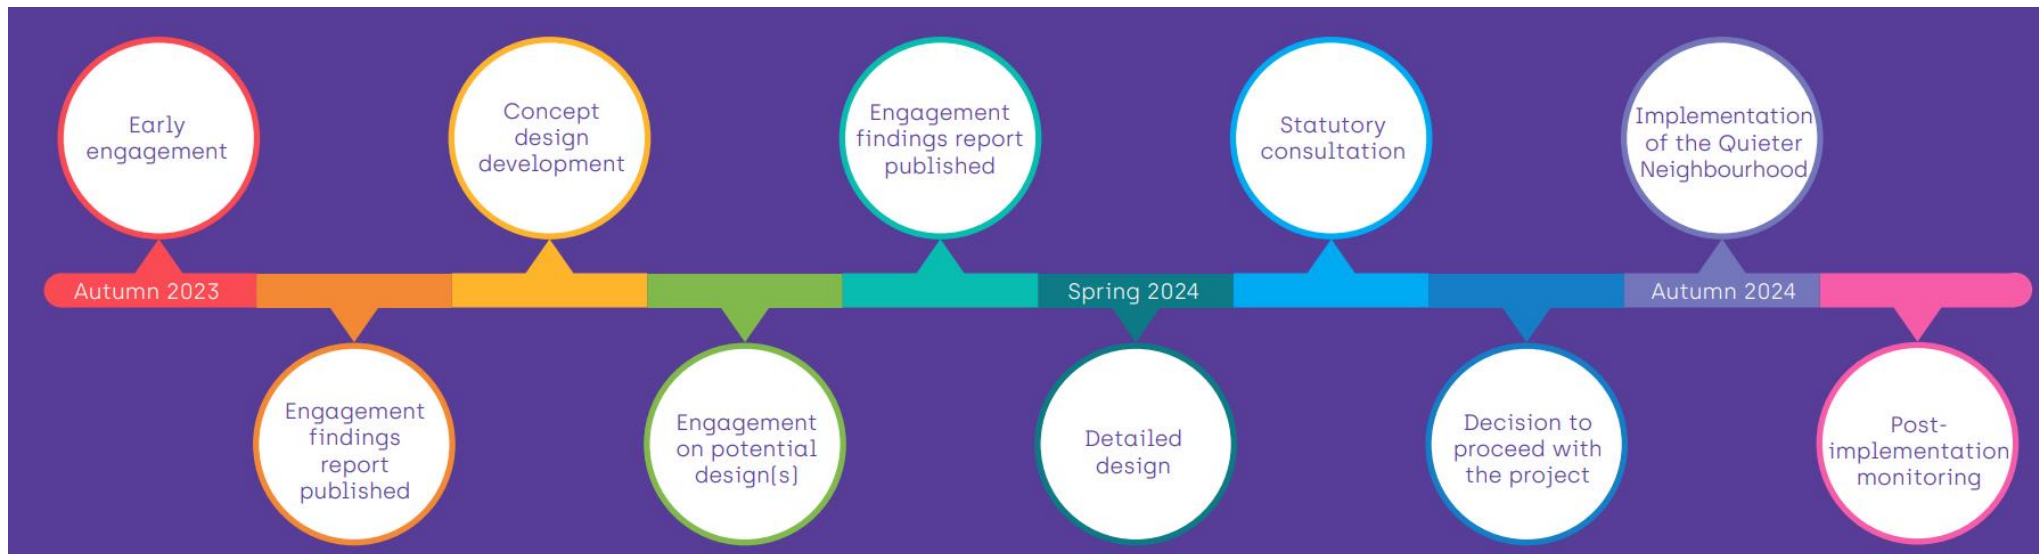 Early
engagement
Concept
design
development
Engagement
findings report
published
Statutory
consultation
Implementation
of the Quieter
Neighbourhood
Autumn 2023
Spring 2024
Autumn 2024
Engagement
findings
report
published
Engagement
on potential
design(s)
Detailed
design
Decision to
proceed with
the project
Post-
implementation
monitoring